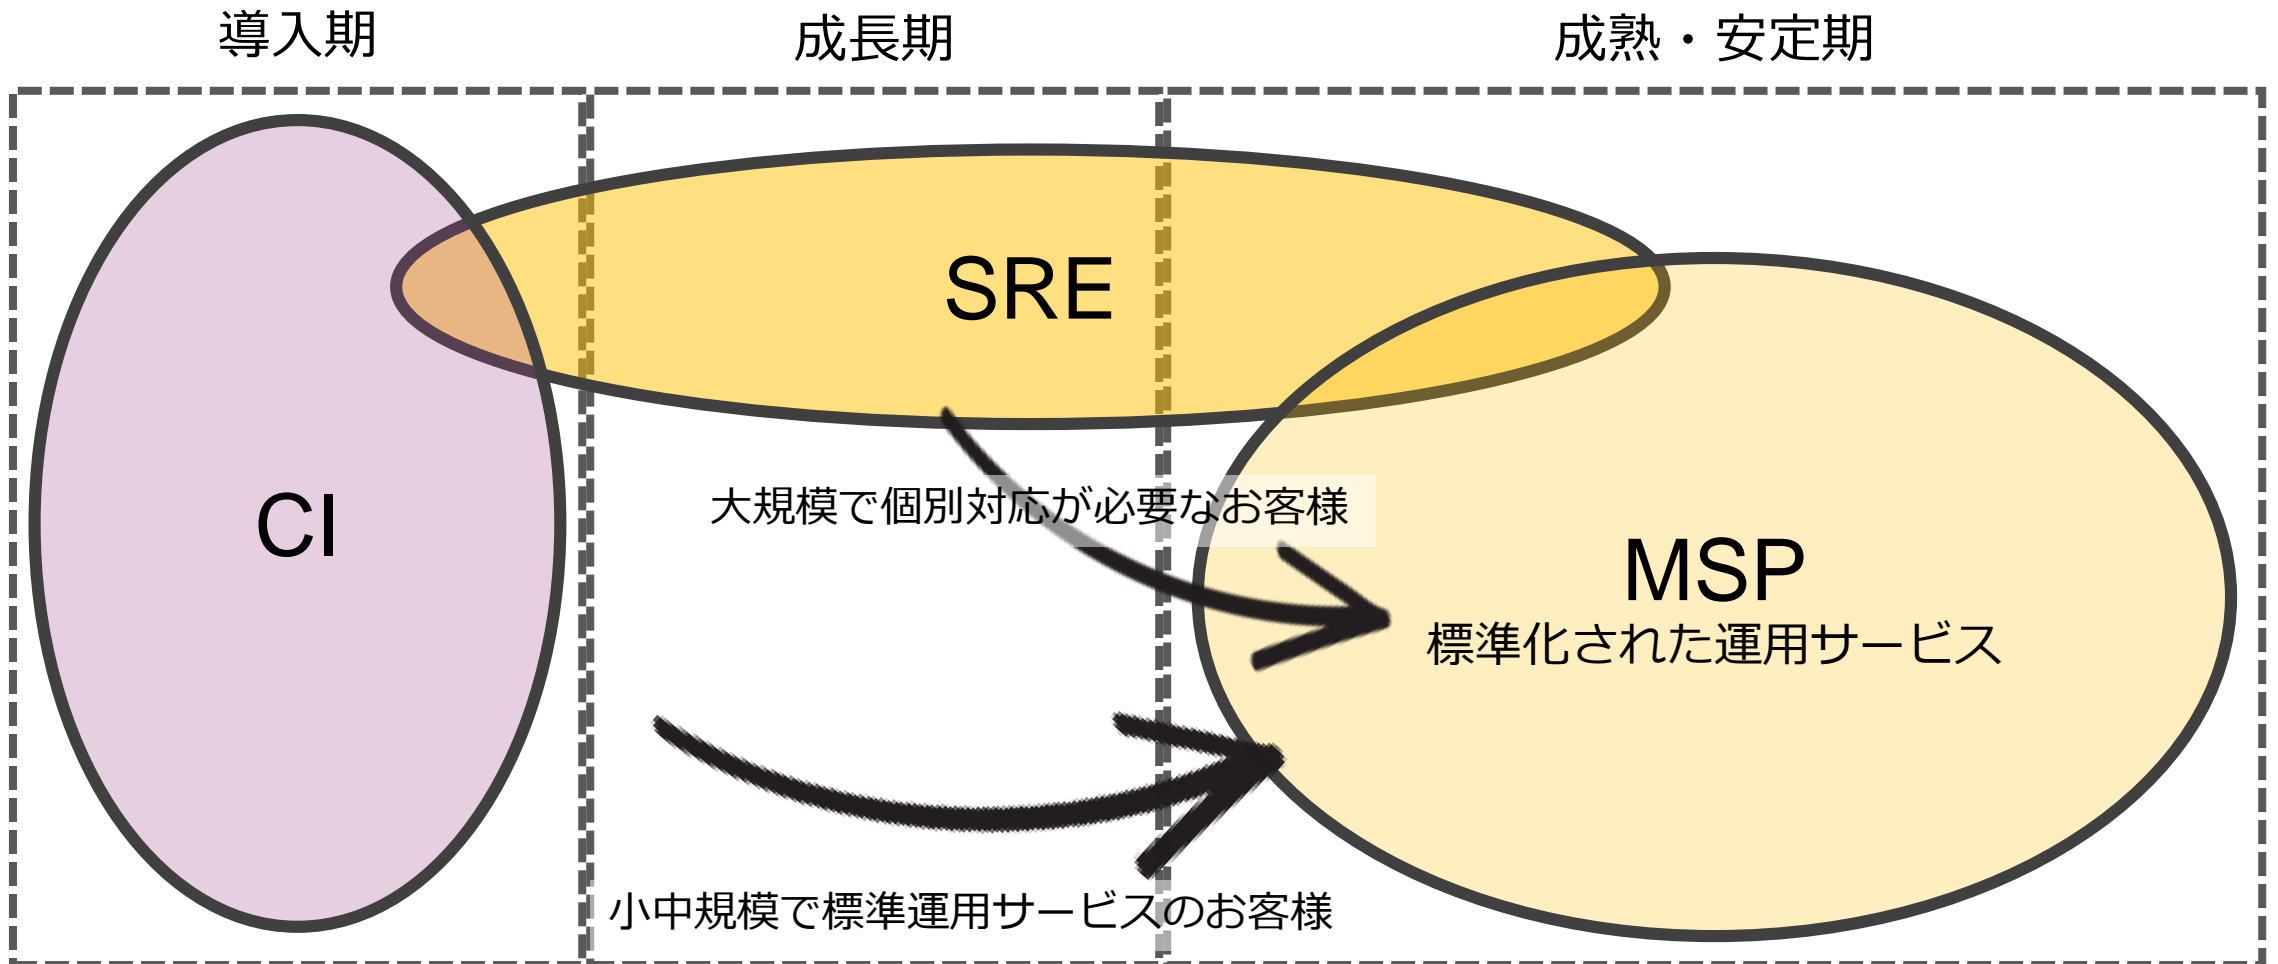 導入期
成長期
成熟・安定期
SRE
大規模で個別対応が必要なお客様
CI
MSP
標準化された運用サービス
小中規模で標準運用サービスのお客様